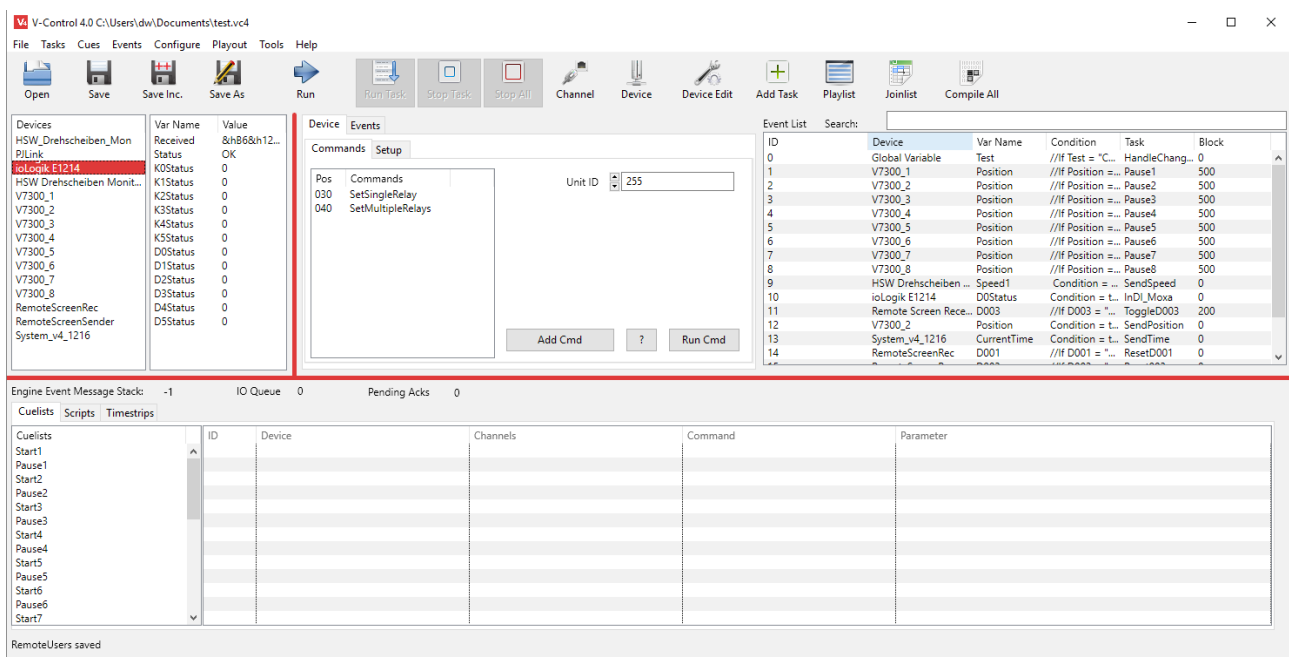 V-Control 4.0 C:\Users\dw\Documents\test.vc4
File Tasks Cues Events Configure Playout Tools Help
Open Save Save Inc. Save As Run Run Task Stop Task Stop All Channel Device Device Edit Add Task Playlist Joinlist Compile All
Devices
HSW_Drehscheiben_Mon
PJLink
ioLogik E1214
HSW Drehscheiben Monit...
V7300_1
V7300_2
V7300_3
V7300_4
V7300_5
V7300_6
V7300_7
V7300_8
RemoteScreenRec
RemoteScreenSender
System_v4_1216
Var Name Value
Received &hB6&h12...
Status OK
K0Status 0
K1Status 0
K2Status 0
K3Status 0
K4Status 0
K5Status 0
D0Status 0
D1Status 0
D2Status 0
D3Status 0
D4Status 0
D5Status 0
Device Events
Commands Setup
Pos Commands
030 SetSingleRelay
040 SetMultipleRelays
Unit ID 255
Add Cmd ? Run Cmd
Event List Search:
ID Device Var Name Condition Task Block
0 Global Variable Test //If Test = "C... HandleChang... 0
1 V7300_1 Position //If Position =... Pause1 500
2 V7300_2 Position //If Position =... Pause2 500
3 V7300_3 Position //If Position =... Pause3 500
4 V7300_4 Position //If Position =... Pause4 500
5 V7300_5 Position //If Position =... Pause5 500
6 V7300_6 Position //If Position =... Pause6 500
7 V7300_7 Position //If Position =... Pause7 500
8 V7300_8 Position //If Position =... Pause8 500
9 HSW Drehscheiben ... Speed1 Condition = ... SendSpeed 0
10 ioLogik E1214 D0Status Condition = t... InDI_Moxa 0
11 Remote Screen Rece... D003 //If D003 = "... ToggleD003 200
12 V7300_2 Position Condition = t... SendPosition 0
13 System_v4_1216 CurrentTime Condition = t... SendTime 0
14 RemoteScreenRec D001 //If D001 = "... ResetD001 0
Engine Event Message Stack: -1 IO Queue 0 Pending Acks 0
Cuelists Scripts Timestrips
Cuelists
Start1
Pause1
Start2
Pause2
Start3
Pause3
Start4
Pause4
Start5
Pause5
Start6
Pause6
Start7
ID Device Channels Command Parameter
RemoteUsers saved